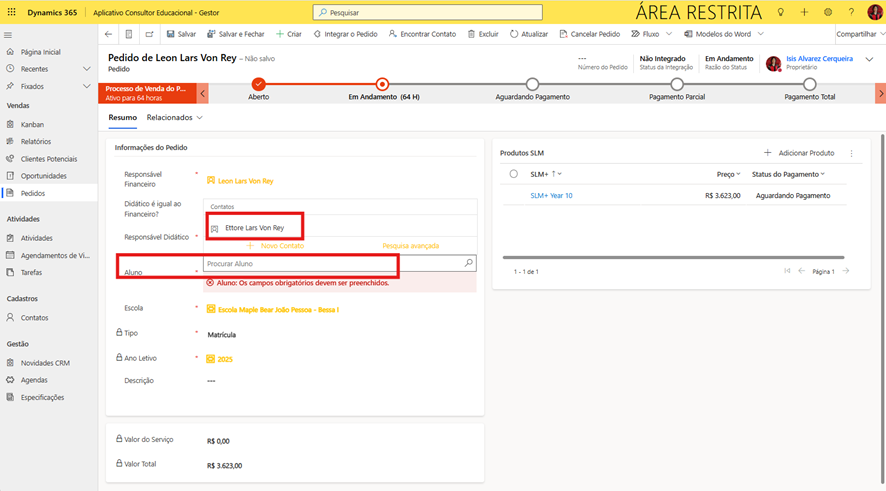 Dynamics 365
Aplicativo Consultor Educacional - Gestor
Pesquisar
ÁREA RESTRITA
Salvar
Salvar e Fechar
Criar
Integrar o Pedido
Encontrar Contato
Excluir
Atualizar
Cancelar Pedido
Fluxo
Modelos do Word
Compartilhar
Página Inicial
Recentes
Fixados
Vendas
Kanban
Relatórios
Clientes Potenciais
Oportunidades
Pedidos
Atividades
Atividades
Agendamentos de Vi...
Tarefas
Cadastros
Contatos
Gestão
Novidades CRM
Agendas
Especificações
Pedido de Leon Lars Von Rey - Não salvo
Pedido
---
Número do Pedido
Não Integrado
Status da Integração
Em Andamento
Razão do Status
Isis Alvarez Cerqueira
Proprietário
Processo de Venda do P...
Ativo para 64 horas
Aberto
Em Andamento (64 H)
Aguardando Pagamento
Pagamento Parcial
Pagamento Total
Resumo
Relacionados
Informações do Pedido
Responsável Financeiro
*
Leon Lars Von Rey
Didático é igual ao Financeiro?
Contatos
Ettore Lars Von Rey
Responsável Didático
*
+ Novo Contato
Pesquisa avançada
Aluno
*
Procurar Aluno
Aluno: Os campos obrigatórios devem ser preenchidos.
Escola
*
Escola Maple Bear João Pessoa - Bessa I
Tipo
*
Matrícula
Ano Letivo
*
2025
Descrição
---
Valor do Serviço
R$ 0,00
Valor Total
R$ 3.623,00
Produtos SLM
+ Adicionar Produto
SLM+ ↑
Preço
Status do Pagamento
SLM+ Year 10
R$ 3.623,00
Aguardando Pagamento
1 - 1 de 1
Página 1